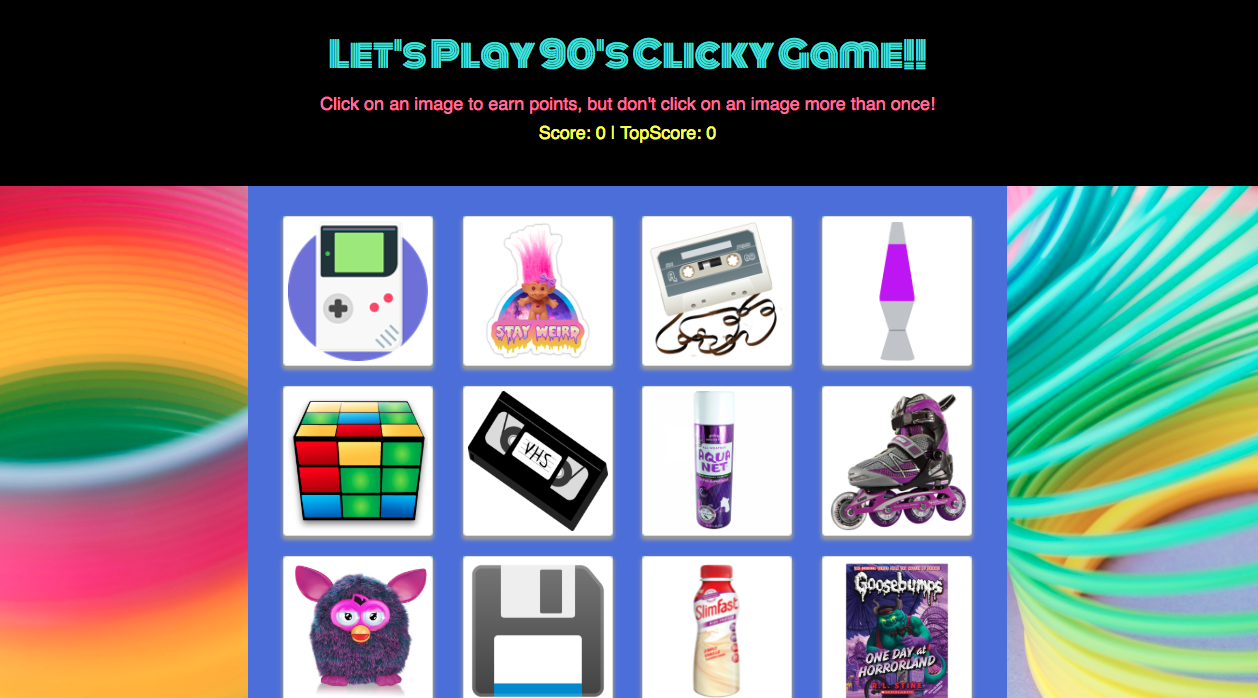 Let's Play 90's Clicky Game!!
Click on an image to earn points, but don't click on an image more than once!
Score: 0 | TopScore: 0
STAY WEIRD
A
VHS
AQUA
NET
SlimFast
Goosebumps
ONE DAY at
HORRORLAND
R.L. STINE
SCHOLASTIC